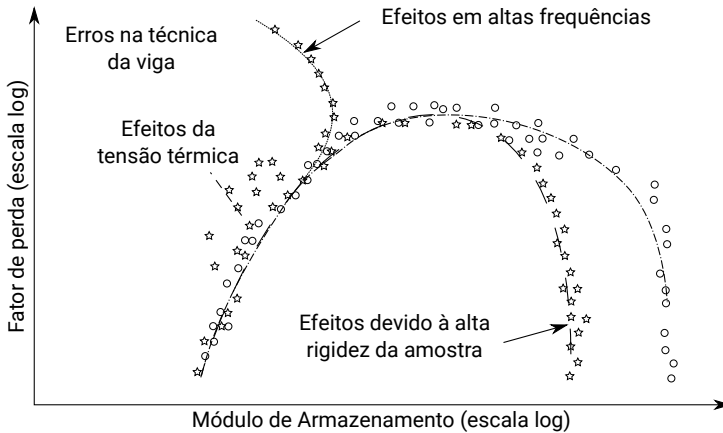 Erros na técnica
da viga
Efeitos em altas frequências
Efeitos da
tensão térmica
Efeitos devido à alta
rigidez da amostra
Fator de perda (escala log)
Módulo de Armazenamento (escala log)